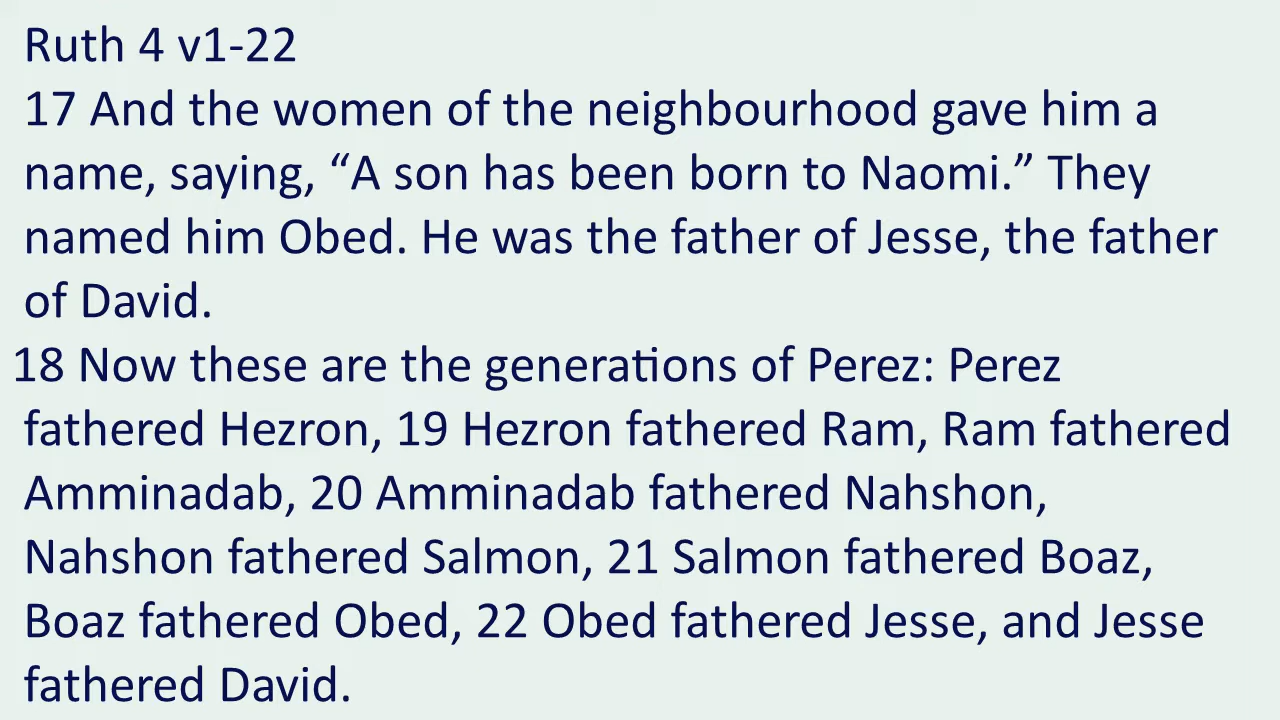 Ruth 4 v1-22
17 And the women of the neighbourhood gave him a
name, saying, “A son has been born to Naomi.” They
named him Obed. He was the father of Jesse, the father
of David.
18 Now these are the generations of Perez: Perez
fathered Hezron, 19 Hezron fathered Ram, Ram fathered
Amminadab, 20 Amminadab fathered Nahshon,
Nahshon fathered Salmon, 21 Salmon fathered Boaz,
Boaz fathered Obed, 22 Obed fathered Jesse, and Jesse
fathered David.